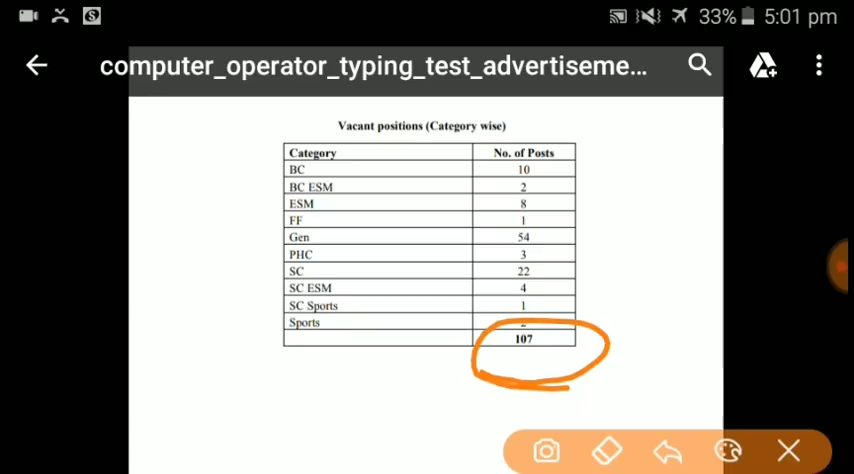 33% 5:01 pm
computer_operator_typing_test_advertiseme...
Vacant positions (Category wise)
Category No. of Posts
BC 10
BC ESM 2
ESM 8
FF 1
Gen 54
PHC 3
SC 22
SC ESM 4
SC Sports 1
Sports
107